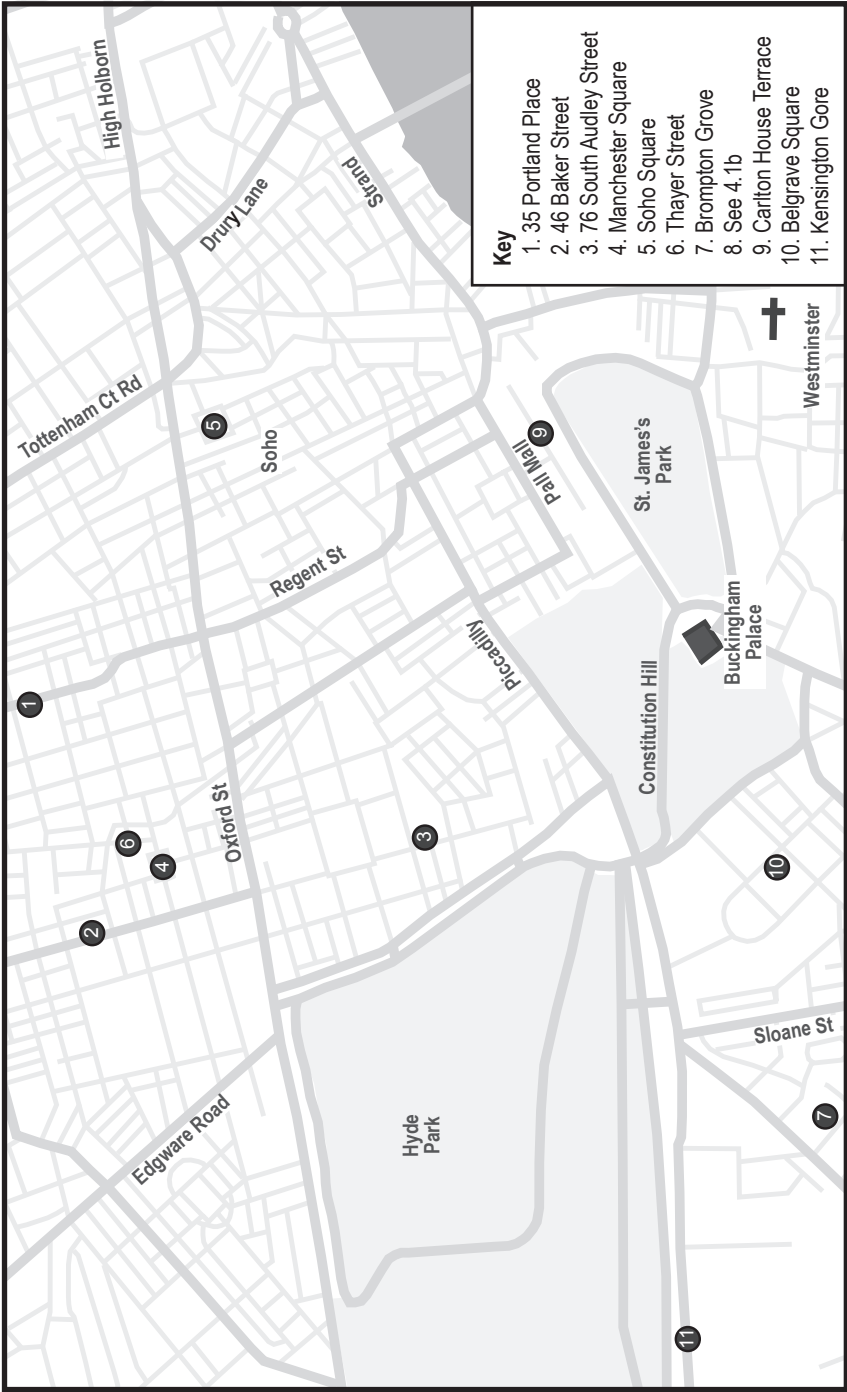 High Holborn
Drury Lane
Strand
Tottenham Ct Rd
5
Soho
Regent St
Pall Mall
9
St. James's
Park
Westminster
1
Piccadilly
Constitution Hill
Buckingham
Palace
6
4
2
Oxford St
3
10
Edgware Road
Hyde
Park
Sloane St
7
11
Key
1. 35 Portland Place
2. 46 Baker Street
3. 76 South Audley Street
4. Manchester Square
5. Soho Square
6. Thayer Street
7. Brompton Grove
8. See 4.1b
9. Carlton House Terrace
10. Belgrave Square
11. Kensington Gore